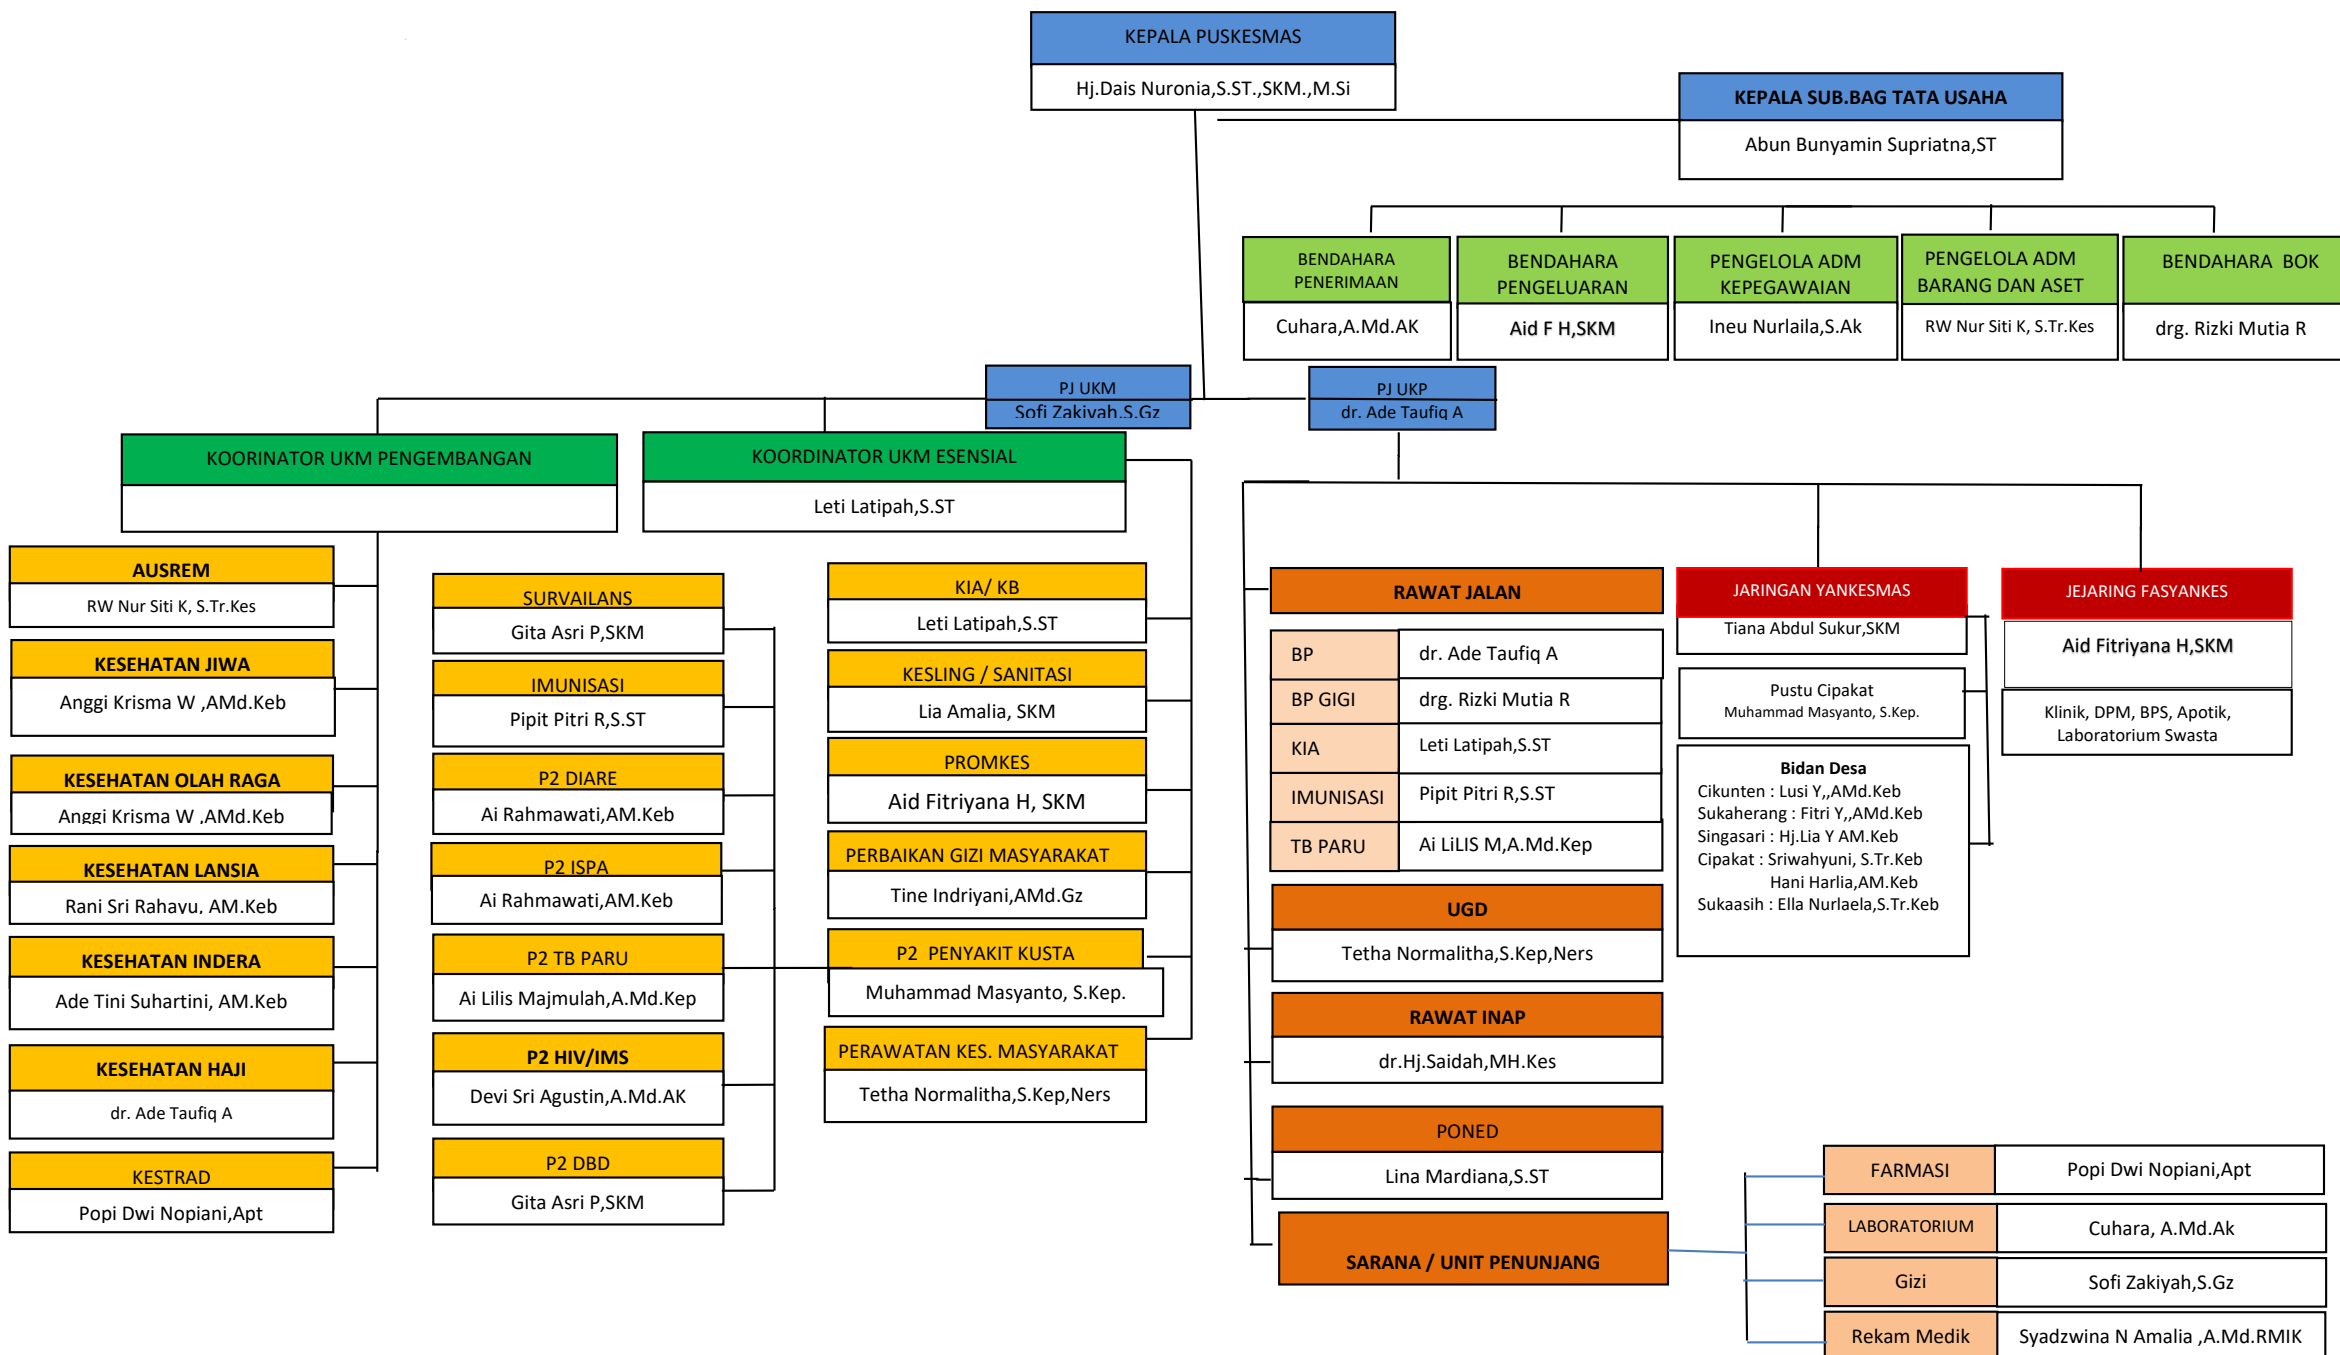 KEPALA PUSKESMAS
Hj.Dais Nuronia,S.ST.,SKM.,M.Si
KEPALA SUB.BAG TATA USAHA
Abun Bunyamin Supriatna,ST
BENDAHARA
PENERIMAAN
Cuhara,A.Md.AK
BENDAHARA
PENGELUARAN
Aid F H,SKM
PENGELOLA ADM
KEPEGAWAIAN
Ineu Nurlaila,S.Ak
PENGELOLA ADM
BARANG DAN ASET
RW Nur Siti K, S.Tr.Kes
BENDAHARA BOK
drg. Rizki Mutia R
PJ UKM
Sofi Zakiyah,S.Gz
PJ UKP
dr. Ade Taufiq A
KOORINATOR UKM PENGEMBANGAN
KOORDINATOR UKM ESENSIAL
Leti Latipah,S.ST
AUSREM
RW Nur Siti K, S.Tr.Kes
KESEHATAN JIWA
Anggi Krisma W ,AMd.Keb
KESEHATAN OLAH RAGA
Anggi Krisma W ,AMd.Keb
KESEHATAN LANSIA
Rani Sri Rahayu, AM.Keb
KESEHATAN INDERA
Ade Tini Suhartini, AM.Keb
KESEHATAN HAJI
dr. Ade Taufiq A
KESTRAD
Popi Dwi Nopiani,Apt
SURVAILANS
Gita Asri P,SKM
IMUNISASI
Pipit Pitri R,S.ST
P2 DIARE
Ai Rahmawati,AM.Keb
P2 ISPA
Ai Rahmawati,AM.Keb
P2 TB PARU
Ai Lilis Majmulah,A.Md.Kep
P2 HIV/IMS
Devi Sri Agustin,A.Md.AK
P2 DBD
Gita Asri P,SKM
KIA/ KB
Leti Latipah,S.ST
KESLING / SANITASI
Lia Amalia, SKM
PROMKES
Aid Fitriyana H, SKM
PERBAIKAN GIZI MASYARAKAT
Tine Indriyani,AMd.Gz
P2 PENYAKIT KUSTA
Muhammad Masyanto, S.Kep.
PERAWATAN KES. MASYARAKAT
Tetha Normalitha,S.Kep,Ners
RAWAT JALAN
BP dr. Ade Taufiq A
BP GIGI drg. Rizki Mutia R
KIA Leti Latipah,S.ST
IMUNISASI Pipit Pitri R,S.ST
TB PARU Ai LiLIS M,A.Md.Kep
UGD
Tetha Normalitha,S.Kep,Ners
RAWAT INAP
dr.Hj.Saidah,MH.Kes
PONED
Lina Mardiana,S.ST
SARANA / UNIT PENUNJANG
JARINGAN YANKESMAS
Tiana Abdul Sukur,SKM
Pustu Cipakat
Muhammad Masyanto, S.Kep.
Bidan Desa
Cikunten : Lusi Y,,AMd.Keb
Sukaherang : Fitri Y,,AMd.Keb
Singasari : Hj.Lia Y AM.Keb
Cipakat : Sriwahyuni, S.Tr.Keb
Hani Harlia,AM.Keb
Sukaasih : Ella Nurlaela,S.Tr.Keb
JEJARING FASYANKES
Aid Fitriyana H,SKM
Klinik, DPM, BPS, Apotik,
Laboratorium Swasta
FARMASI Popi Dwi Nopiani,Apt
LABORATORIUM Cuhara, A.Md.Ak
Gizi Sofi Zakiyah,S.Gz
Rekam Medik Syadzwina N Amalia ,A.Md.RMIK